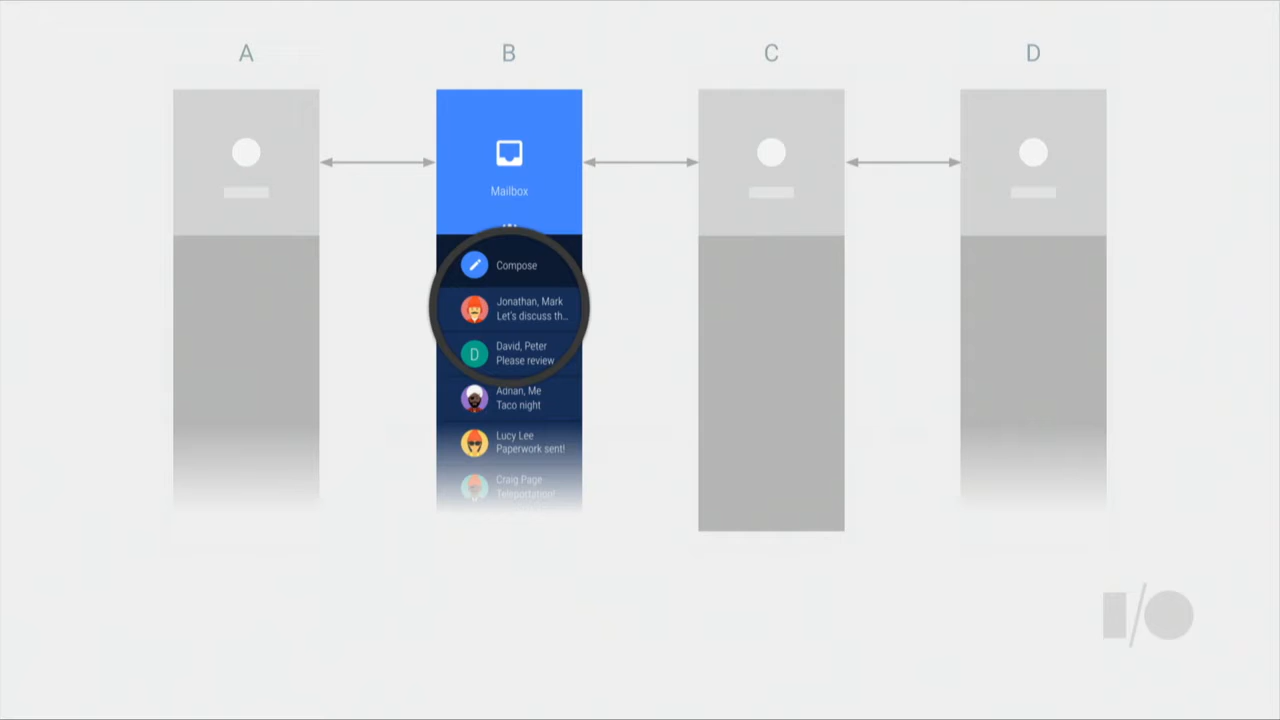 A
B
C
D
Mailbox
Compose
Jonathan, Mark
Let's discuss th...
D
David, Peter
Please review
Adnan, Me
Taco night
Lucy Lee
Paperwork sent!
Craig Page
Teleportation!
I/O